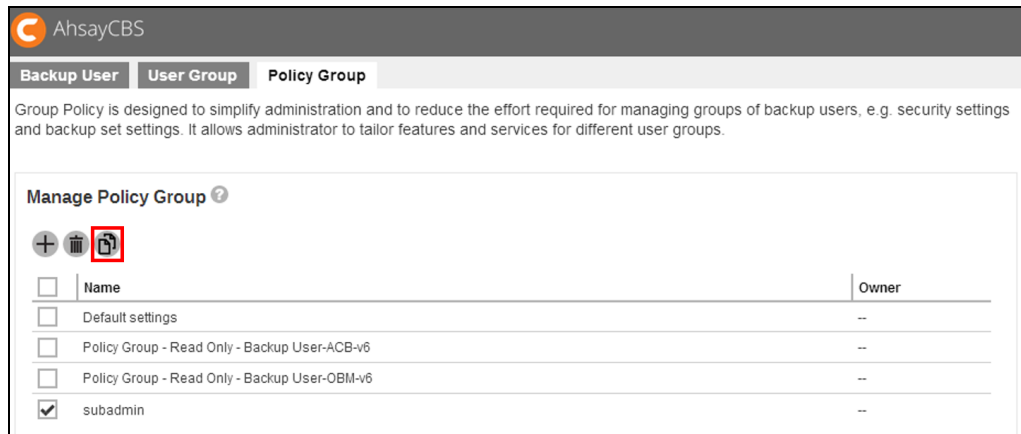 AhsayCBS
Backup User User Group Policy Group
Group Policy is designed to simplify administration and to reduce the effort required for managing groups of backup users, e.g. security settings
and backup set settings. It allows administrator to tailor features and services for different user groups.
Manage Policy Group ?
Name Owner
Default settings --
Policy Group - Read Only - Backup User-ACB-v6 --
Policy Group - Read Only - Backup User-OBM-v6 --
subadmin --